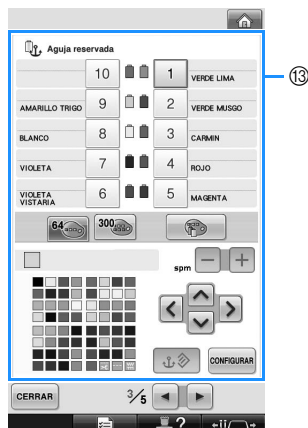 Aguja reservada
10 1 VERDE LIMA
⑬
AMARILLO TRIGO 9 2 VERDE MUSGO
BLANCO 8 3 CARMIN
VIOLETA 7 4 ROJO
VIOLETA
VISTARIA 6 5 MAGENTA
64 300
spm − +
CONFIGURAR
CERRAR 3/5
?